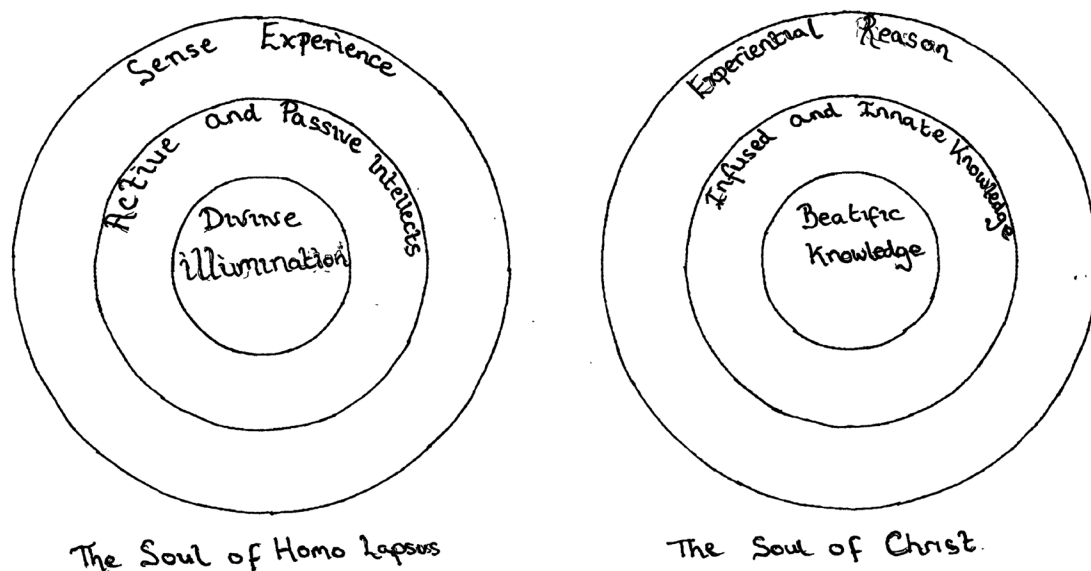 Sense Experience
Active and Passive Intellects
Divine
illumination
The Soul of Homo Lapsus
Experiential Reason
Infused and Innate Knowledge
Beatific
Knowledge
The Soul of Christ.